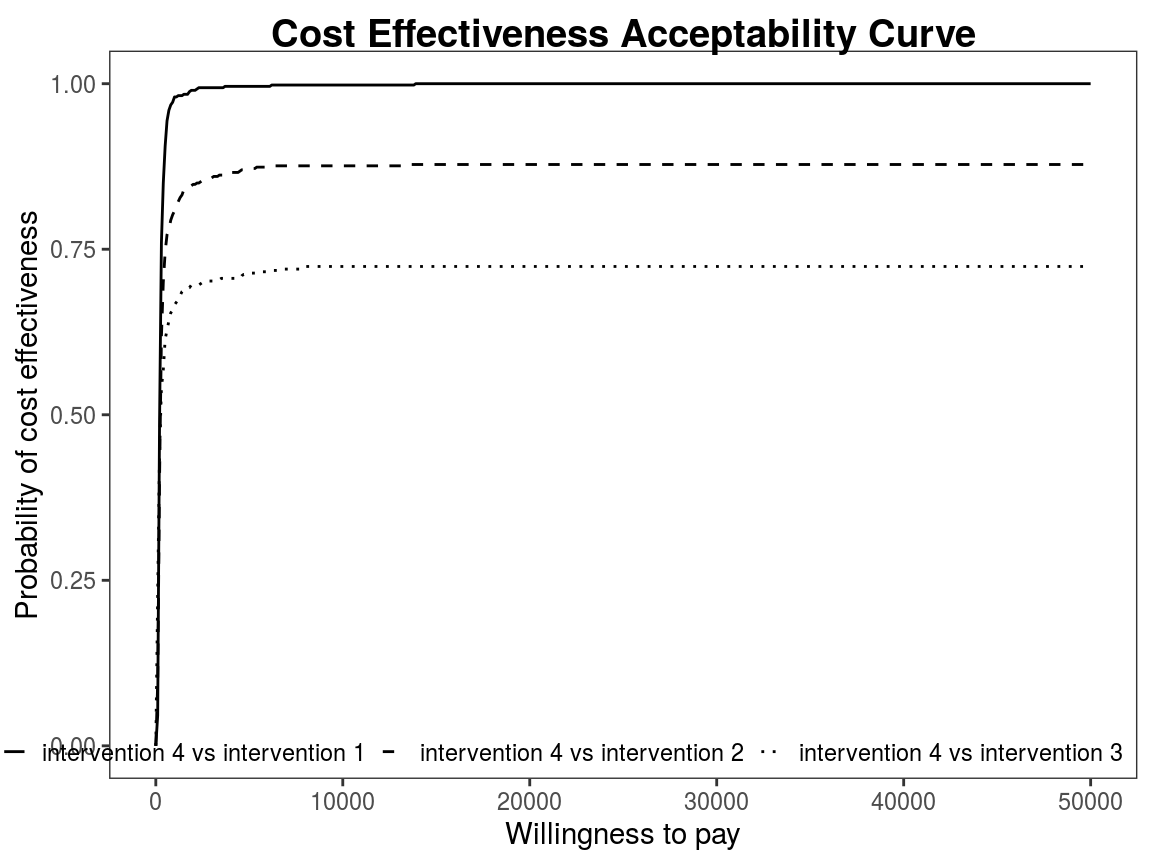 Cost Effectiveness Acceptability Curve
Probability of cost effectiveness
1.00
0.75
0.50
0.25
0.00
intervention 4 vs intervention 1 intervention 4 vs intervention 2 intervention 4 vs intervention 3
0 10000 20000 30000 40000 50000
Willingness to pay